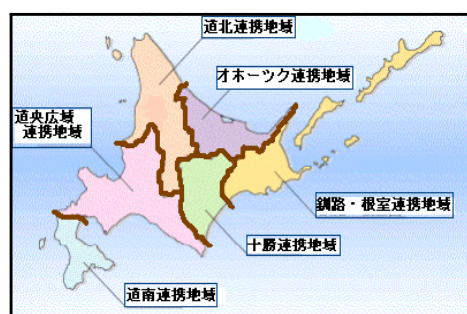 道北連携地域
オホーツク連携地域
道央広域
連携地域
釧路・根室連携地域
十勝連携地域
道南連携地域